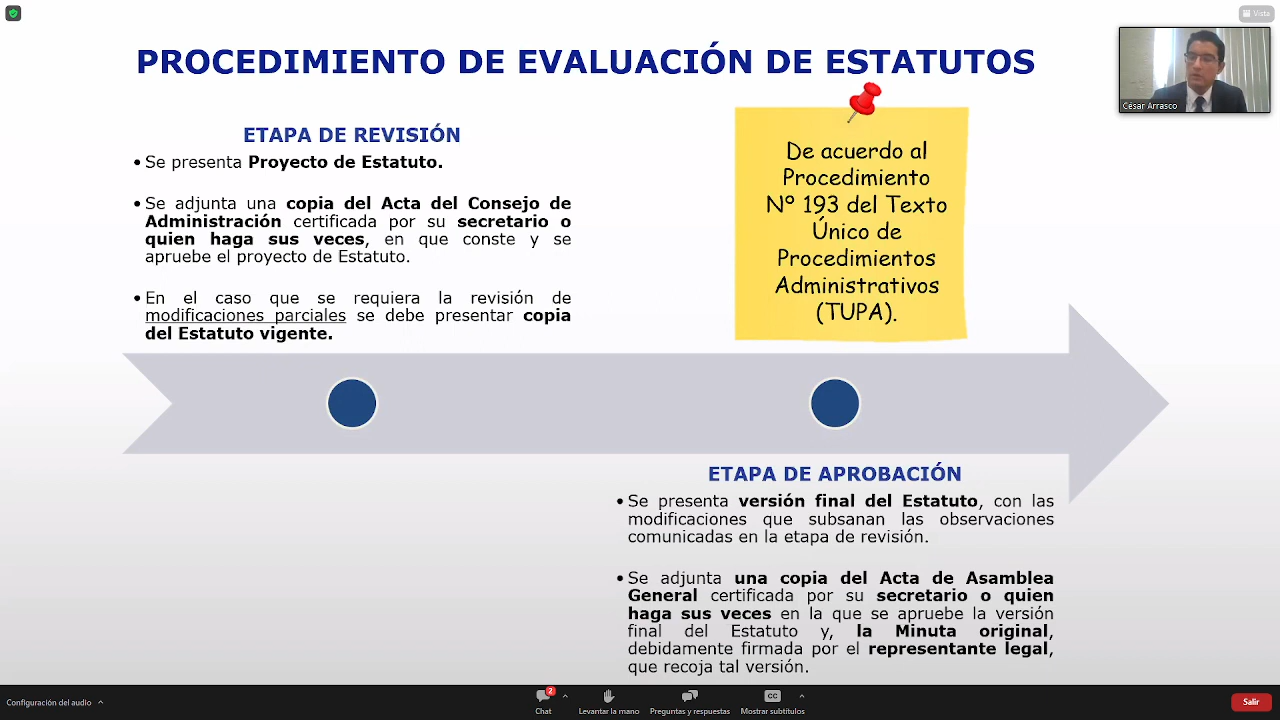 Vista
PROCEDIMIENTO DE EVALUACIÓN DE ESTATUTOS
César Arrasco
ETAPA DE REVISIÓN
• Se presenta Proyecto de Estatuto.
• Se adjunta una copia del Acta del Consejo de
Administración certificada por su secretario o
quien haga sus veces, en que conste y se
apruebe el proyecto de Estatuto.
• En el caso que se requiera la revisión de
modificaciones parciales se debe presentar copia
del Estatuto vigente.
De acuerdo al
Procedimiento
Nº 193 del Texto
Único de
Procedimientos
Administrativos
(TUPA).
ETAPA DE APROBACIÓN
• Se presenta versión final del Estatuto, con las
modificaciones que subsanan las observaciones
comunicadas en la etapa de revisión.
• Se adjunta una copia del Acta de Asamblea
General certificada por su secretario o quien
haga sus veces en la que se apruebe la versión
final del Estatuto y, la Minuta original,
debidamente firmada por el representante legal,
que recoja tal versión.
Configuración del audio
2
Chat
Levantar la mano
Preguntas y respuestas
CC
Mostrar subtítulos
Salir